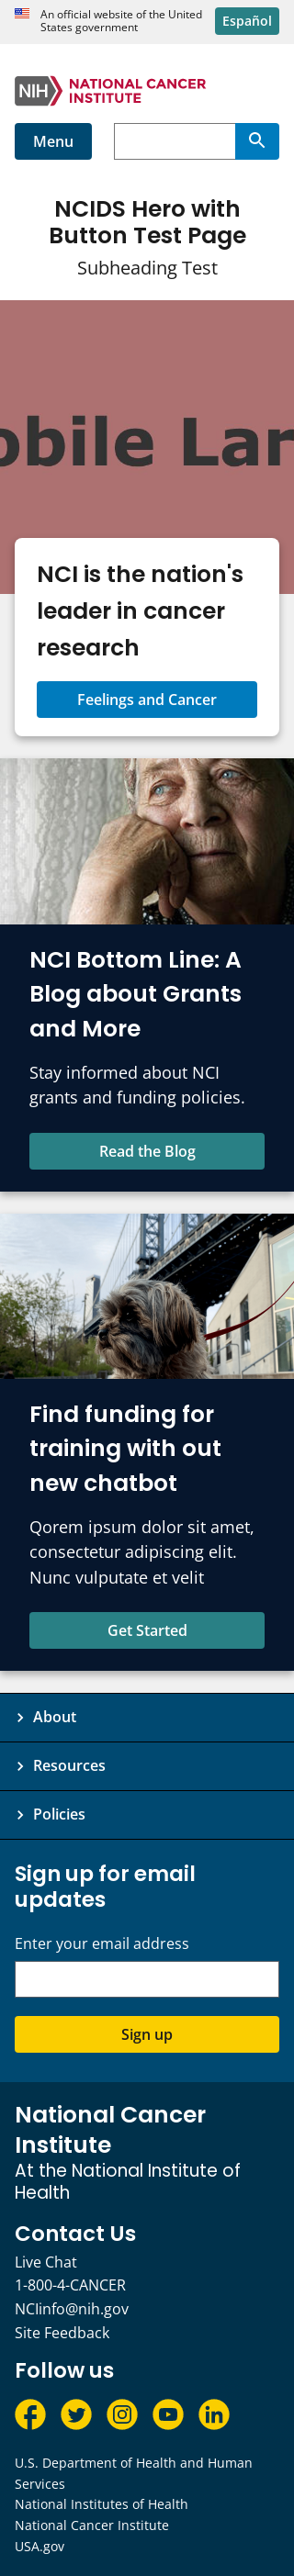 An official website of the United
States government
Español
NIH NATIONAL CANCER
INSTITUTE
Menu
NCIDS Hero with
Button Test Page
Subheading Test
obile Lan
NCI is the nation's
leader in cancer
research
Feelings and Cancer
NCI Bottom Line: A
Blog about Grants
and More
Stay informed about NCI
grants and funding policies.
Read the Blog
Find funding for
training with out
new chatbot
Qorem ipsum dolor sit amet,
consectetur adipiscing elit.
Nunc vulputate et velit
Get Started
About
Resources
Policies
Sign up for email
updates
Enter your email address
Sign up
National Cancer
Institute
At the National Institute of
Health
Contact Us
Live Chat
1-800-4-CANCER
NCIinfo@nih.gov
Site Feedback
Follow us
U.S. Department of Health and Human
Services
National Institutes of Health
National Cancer Institute
USA.gov